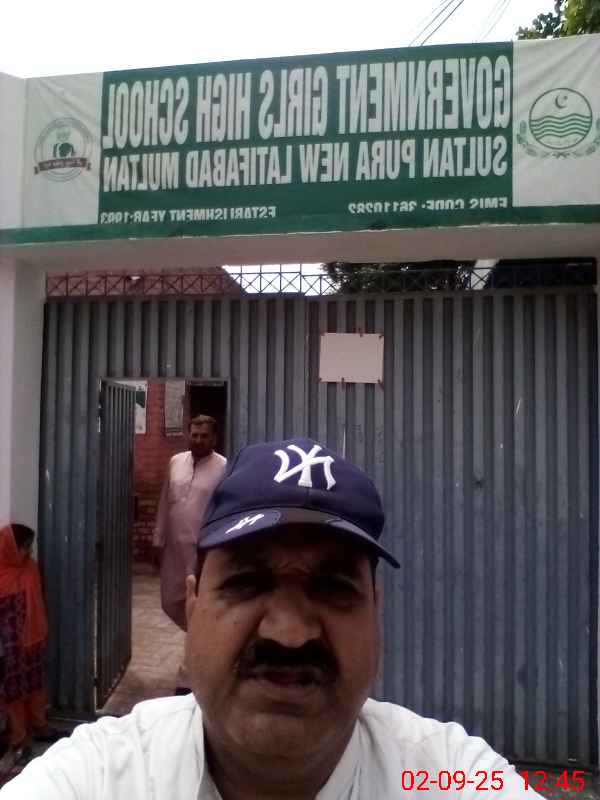 GOVERNMENT GIRLS HIGH SCHOOL
SULTAN PURA NEW LATIFABAD MULTAN
EMIS CODE: 36110282 ESTABLISHMENT YEAR:1993
NY
02-09-25 12:45